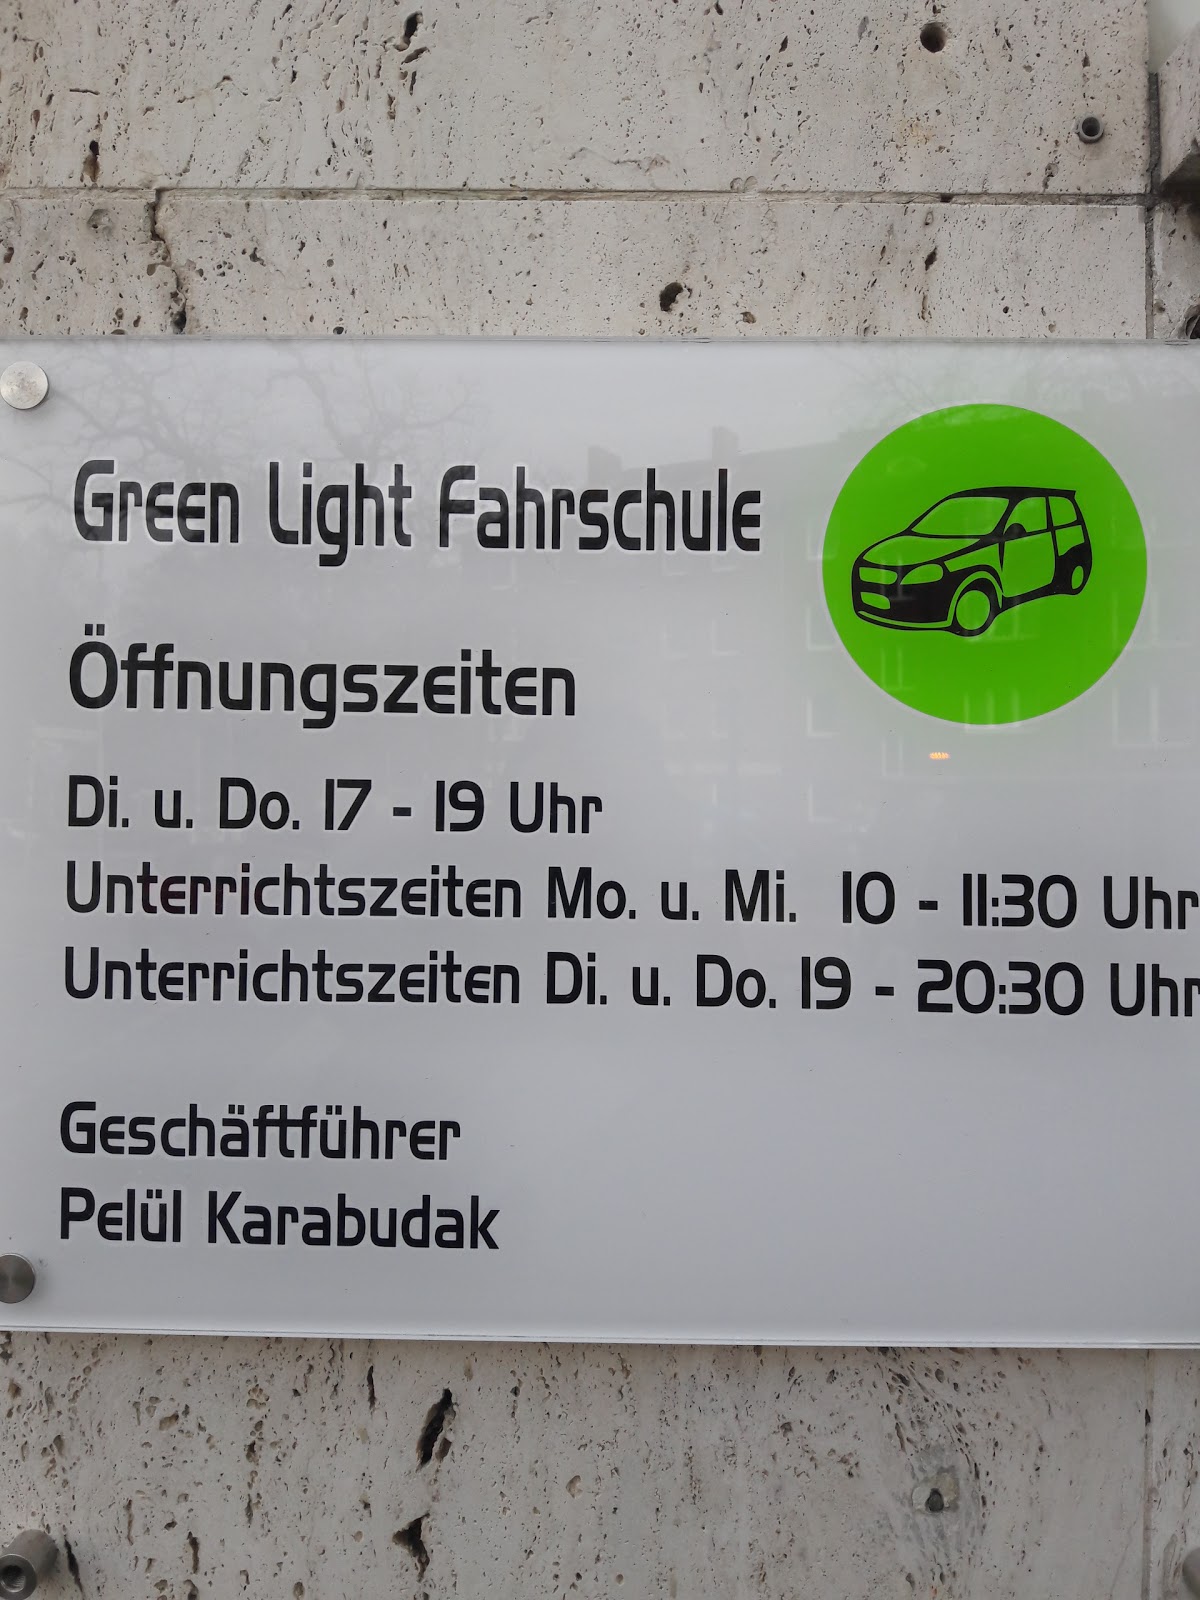 Green Light Fahrschule
Öffnungszeiten
Di. u. Do. 17 - 19 Uhr
Unterrichtszeiten Mo. u. Mi. 10 - 11:30 Uhr
Unterrichtszeiten Di. u. Do. 19 - 20:30 Uhr
Geschäftführer
Pelül Karabudak